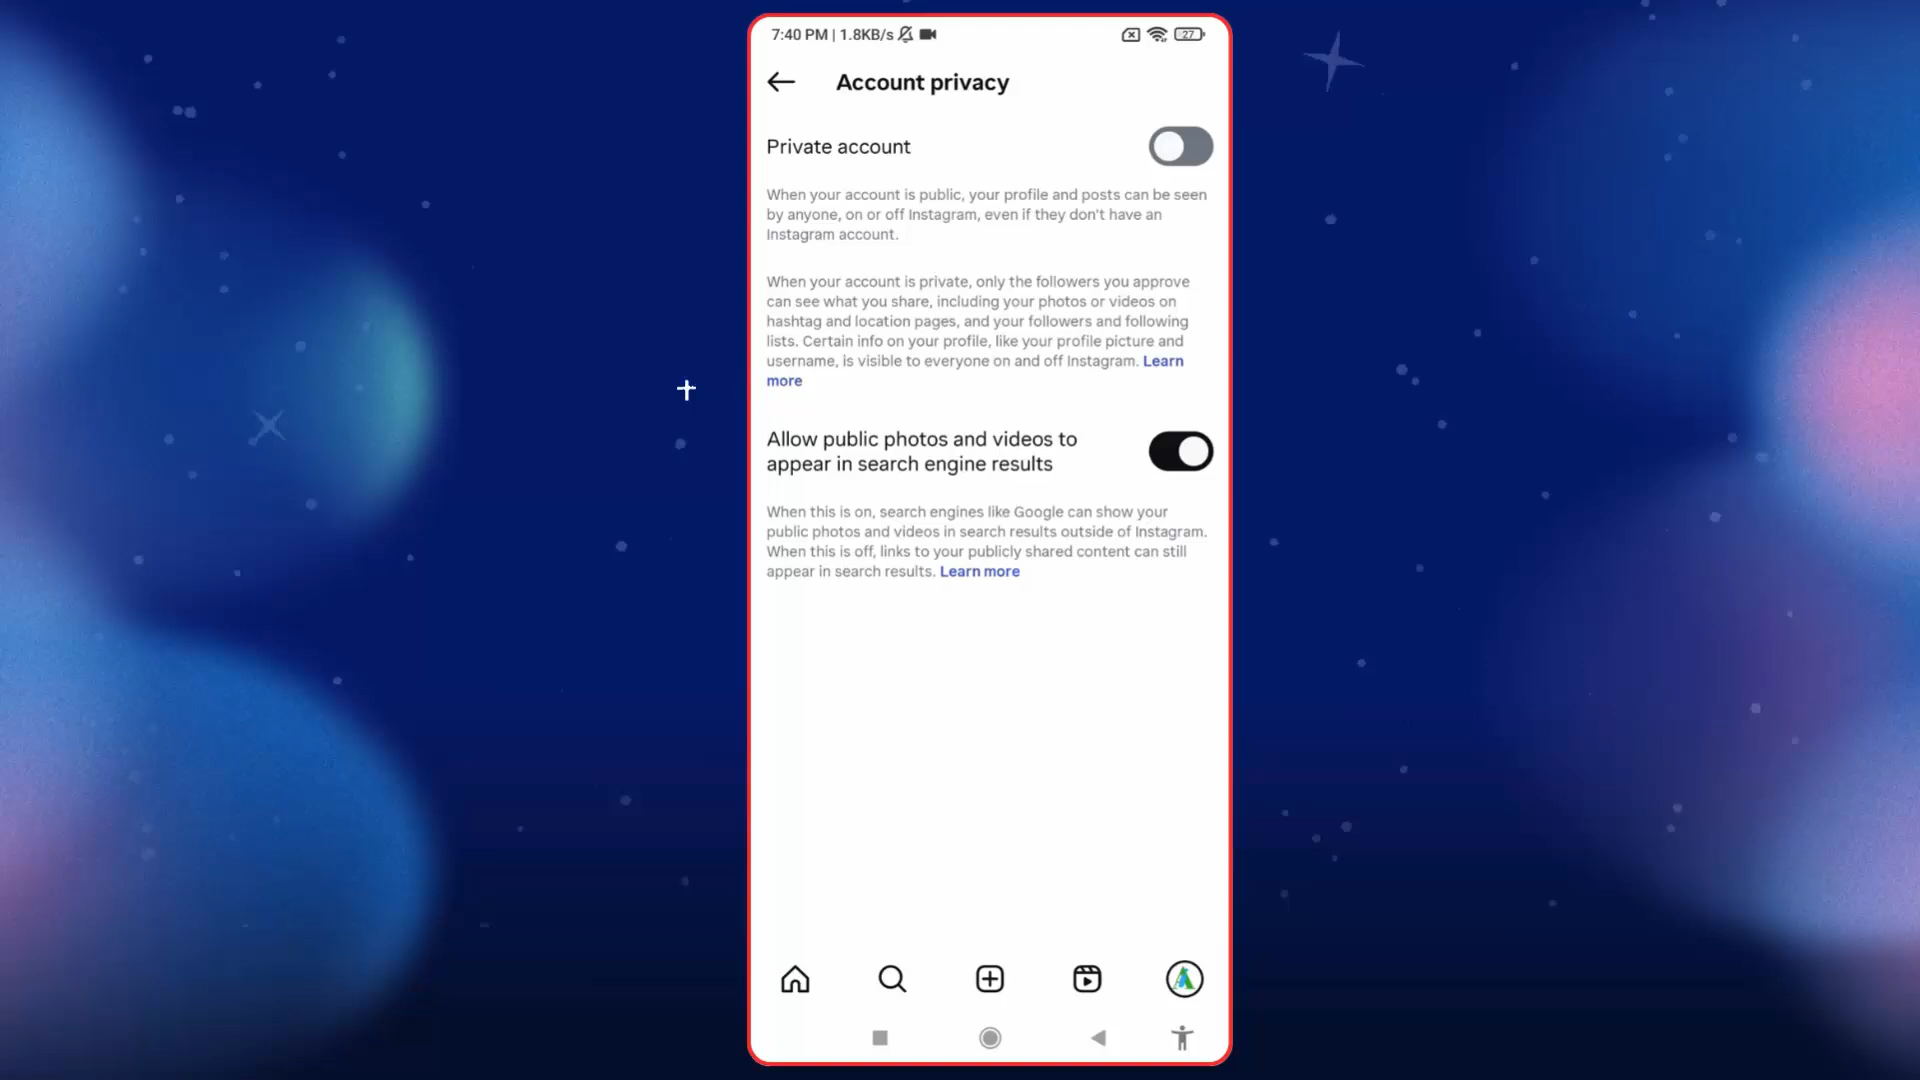 7:40 PM | 1.8KB/s
27
Account privacy
Private account
When your account is public, your profile and posts can be seen
by anyone, on or off Instagram, even if they don't have an
Instagram account.
When your account is private, only the followers you approve
can see what you share, including your photos or videos on
hashtag and location pages, and your followers and following
lists. Certain info on your profile, like your profile picture and
username, is visible to everyone on and off Instagram. Learn
more
Allow public photos and videos to
appear in search engine results
When this is on, search engines like Google can show your
public photos and videos in search results outside of Instagram.
When this is off, links to your publicly shared content can still
appear in search results. Learn more